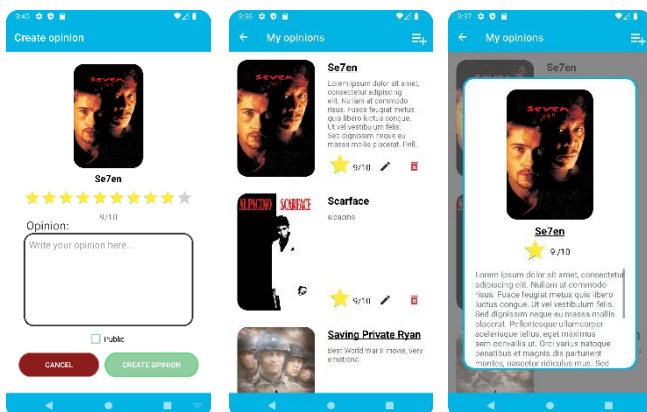 3:40
Create opinion
seven
Se7en
9/10
Opinion:
Write your opinion here...
Public
CANCEL
CREATE OPINION
3:36
My opinions
seven
Se7en
Lorem ipsum dolor sit amet,
consectetur adipiscing
elit. Nullam at commodo
risus. Fusce feugiat metus
quis libero luctus congue.
Ut vel vestibulum felis.
Sed dignissim neque eu
massa mollis placerat. Pell...
9/10
AL PACINO SCARFACE
Scarface
alpacino
9/10
Saving Private Ryan
Best World War II movie, very
emotional.
3:37
My opinions
Se7en
seven
Se7en
9/10
Lorem ipsum dolor sit amet, consectetur
adipiscing elit. Nullam at commodo
risus. Fusce feugiat metus quis libero
luctus congue. Ut vel vestibulum felis.
Sed dignissim neque eu massa mollis
placerat. Pellentesque ullamcorper
scelerisque tellus, eget maximus
sem convallis ut. Orci varius natoque
penatibus et magnis dis parturient
montes, nascetur ridiculus mus. Sed